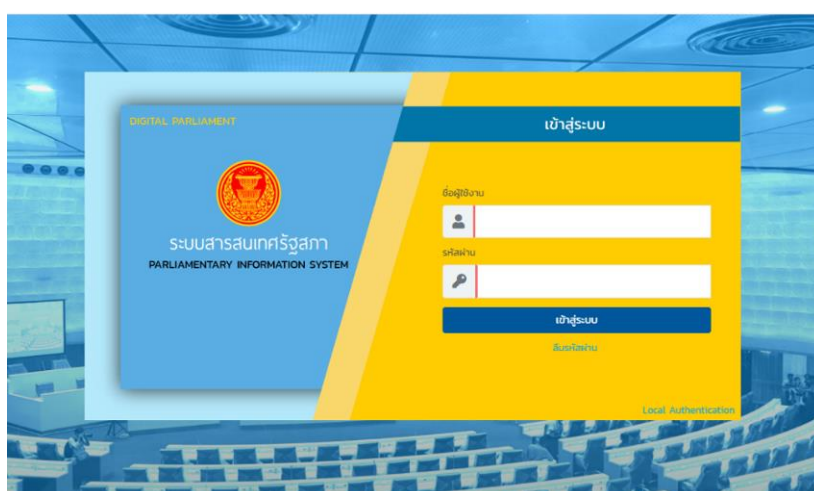 DIGITAL PARLIAMENT
ระบบสารสนเทศรัฐสภา
PARLIAMENTARY INFORMATION SYSTEM
เข้าสู่ระบบ
ชื่อผู้ใช้งาน
รหัสผ่าน
เข้าสู่ระบบ
ลืมรหัสผ่าน
Local Authentication